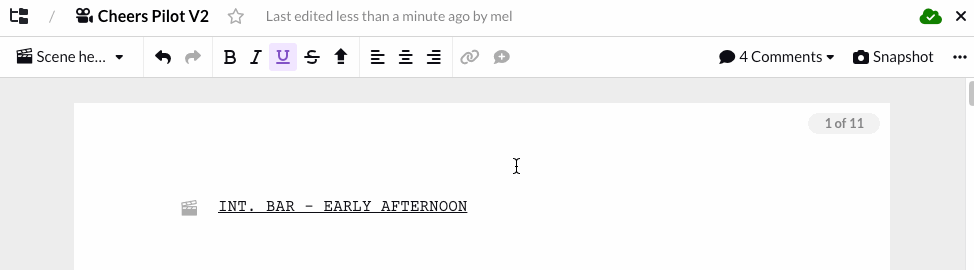 / Cheers Pilot V2 Last edited less than a minute ago by mel
Scene he... B I U S 4 Comments Snapshot
1 of 11
INT. BAR - EARLY AFTERNOON